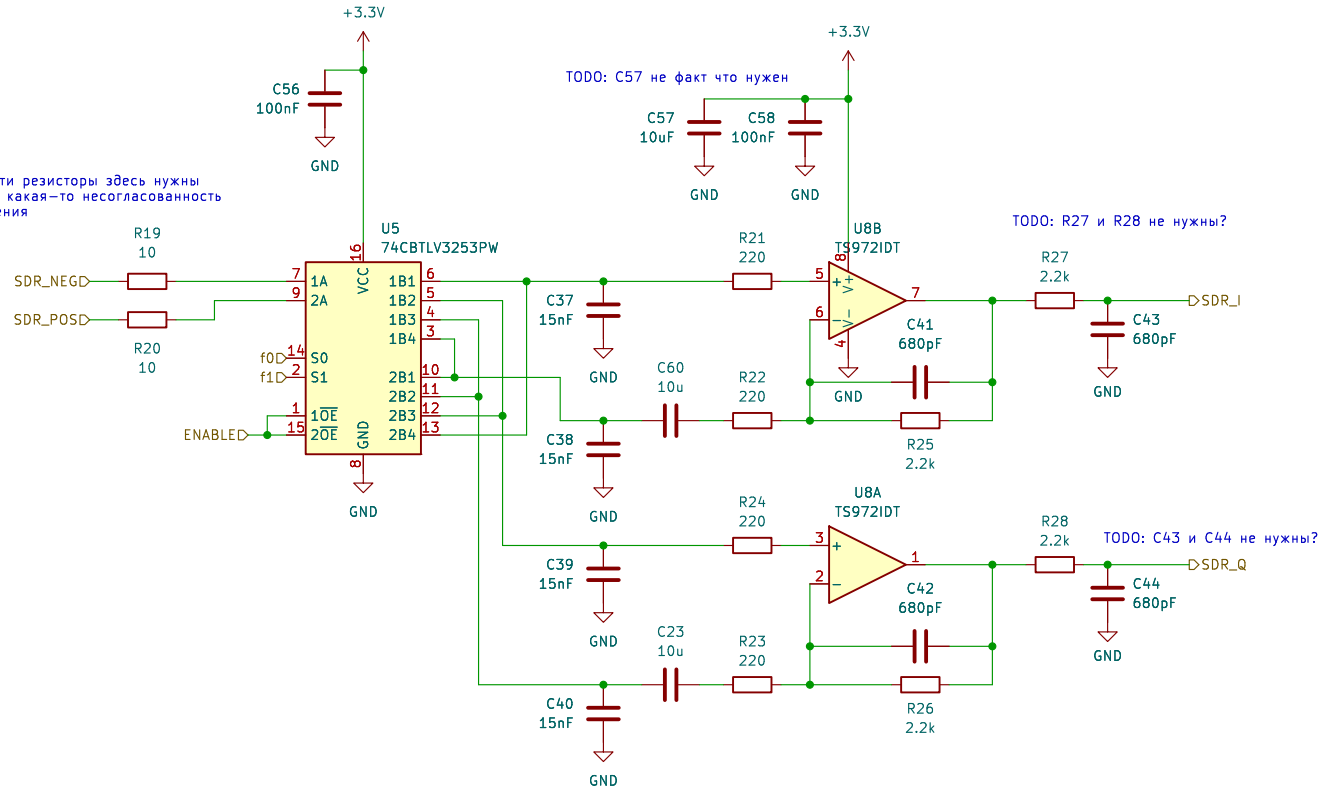 +3.3V
+3.3V
TODO: C57 не факт что нужен
C56
100nF
GND
C57
10uF
GND
C58
100nF
GND
ти резисторы здесь нужны
какая-то несогласованность
ения
TODO: R27 и R28 не нужны?
R19
10
SDR_NEG
SDR_POS
R20
10
U5
74CBTLV3253PW
16
VCC
7 1A
9 2A
f0 14 S0
f1 2 S1
1 1OE
ENABLE 15 2OE
GND
8
GND
1B1 6
1B2 5
1B3 4
1B4 3
2B1 10
2B2 11
2B3 12
2B4 13
C37
15nF
GND
R21
220
U8B
TS972IDT
8
V+
5 +
6 −
V−
4
7
GND
C41
680pF
R27
2.2k
SDR_I
C43
680pF
GND
C60
10u
R22
220
R25
2.2k
C38
15nF
GND
R24
220
U8A
TS972IDT
3 +
2 −
1
R28
2.2k
TODO: C43 и C44 не нужны?
SDR_Q
C39
15nF
GND
C42
680pF
C44
680pF
GND
C23
10u
R23
220
R26
2.2k
C40
15nF
GND